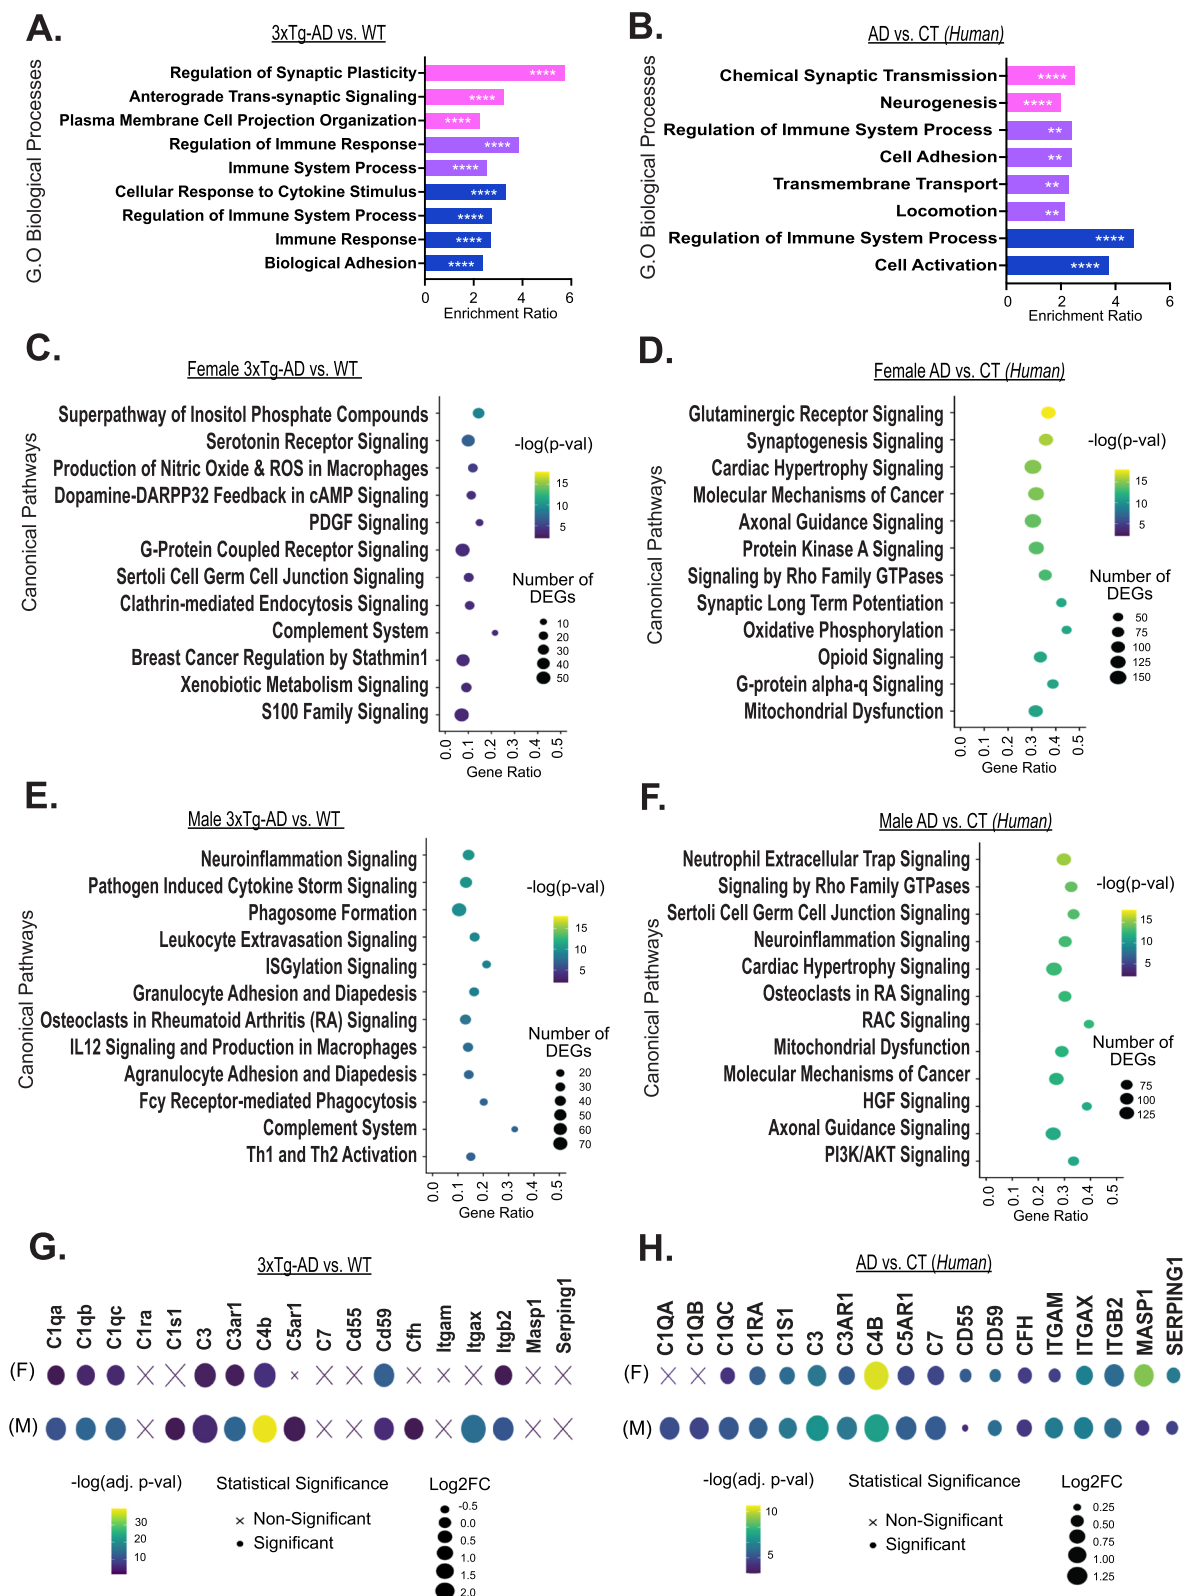 A.
3xTg-AD vs. WT
G.O Biological Processes
Regulation of Synaptic Plasticity ****
Anterograde Trans-synaptic Signaling ****
Plasma Membrane Cell Projection Organization ****
Regulation of Immune Response ****
Immune System Process ****
Cellular Response to Cytokine Stimulus ****
Regulation of Immune System Process ****
Immune Response ****
Biological Adhesion ****
0 2 4 6
Enrichment Ratio
B.
AD vs. CT (Human)
G.O Biological Processes
Chemical Synaptic Transmission ****
Neurogenesis ****
Regulation of Immune System Process **
Cell Adhesion **
Transmembrane Transport **
Locomotion **
Regulation of Immune System Process ****
Cell Activation ****
0 2 4 6
Enrichment Ratio
C.
Female 3xTg-AD vs. WT
Canonical Pathways
Superpathway of Inositol Phosphate Compounds
Serotonin Receptor Signaling
Production of Nitric Oxide & ROS in Macrophages
Dopamine-DARPP32 Feedback in cAMP Signaling
PDGF Signaling
G-Protein Coupled Receptor Signaling
Sertoli Cell Germ Cell Junction Signaling
Clathrin-mediated Endocytosis Signaling
Complement System
Breast Cancer Regulation by Stathmin1
Xenobiotic Metabolism Signaling
S100 Family Signaling
0.0 0.1 0.2 0.3 0.4 0.5
Gene Ratio
-log(p-val)
15
10
5
Number of
DEGs
10
20
30
40
50
D.
Female AD vs. CT (Human)
Canonical Pathways
Glutaminergic Receptor Signaling
Synaptogenesis Signaling
Cardiac Hypertrophy Signaling
Molecular Mechanisms of Cancer
Axonal Guidance Signaling
Protein Kinase A Signaling
Signaling by Rho Family GTPases
Synaptic Long Term Potentiation
Oxidative Phosphorylation
Opioid Signaling
G-protein alpha-q Signaling
Mitochondrial Dysfunction
0.0 0.1 0.2 0.3 0.4 0.5
Gene Ratio
-log(p-val)
15
10
5
Number of
DEGs
50
75
100
125
150
E.
Male 3xTg-AD vs. WT
Canonical Pathways
Neuroinflammation Signaling
Pathogen Induced Cytokine Storm Signaling
Phagosome Formation
Leukocyte Extravasation Signaling
ISGylation Signaling
Granulocyte Adhesion and Diapedesis
Osteoclasts in Rheumatoid Arthritis (RA) Signaling
IL12 Signaling and Production in Macrophages
Agranulocyte Adhesion and Diapedesis
Fcy Receptor-mediated Phagocytosis
Complement System
Th1 and Th2 Activation
0.0 0.1 0.2 0.3 0.4 0.5
Gene Ratio
-log(p-val)
15
10
5
Number of
DEGs
20
30
40
50
60
70
F.
Male AD vs. CT (Human)
Canonical Pathways
Neutrophil Extracellular Trap Signaling
Signaling by Rho Family GTPases
Sertoli Cell Germ Cell Junction Signaling
Neuroinflammation Signaling
Cardiac Hypertrophy Signaling
Osteoclasts in RA Signaling
RAC Signaling
Mitochondrial Dysfunction
Molecular Mechanisms of Cancer
HGF Signaling
Axonal Guidance Signaling
PI3K/AKT Signaling
0.0 0.1 0.2 0.3 0.4 0.5
Gene Ratio
-log(p-val)
15
10
5
Number of
DEGs
75
100
125
G.
3xTg-AD vs. WT
C1qa C1qb C1qc C1ra C1s1 C3 C3ar1 C4b C5ar1 C7 Cd55 Cd59 Cfh Itgam Itgax Itgb2 Masp1 Serping1
(F)
(M)
-log(adj. p-val)
30
20
10
Statistical Significance
× Non-Significant
Significant
Log2FC
-0.5
0.0
0.5
1.0
1.5
2.0
H.
AD vs. CT (Human)
C1QA C1QB C1QC C1RA C1S1 C3 C3AR1 C4B C5AR1 C7 CD55 CD59 CFH ITGAM ITGAX ITGB2 MASP1 SERPING1
(F)
(M)
-log(adj. p-val)
10
5
Statistical Significance
× Non-Significant
Significant
Log2FC
0.25
0.50
0.75
1.00
1.25